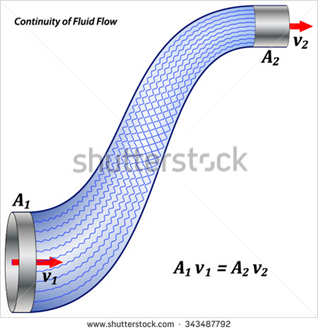 Continuity of Fluid Flow
A2
v2
A1
v1
shutterstock
A1 v1 = A2 v2
www.shutterstock.com · 343487792